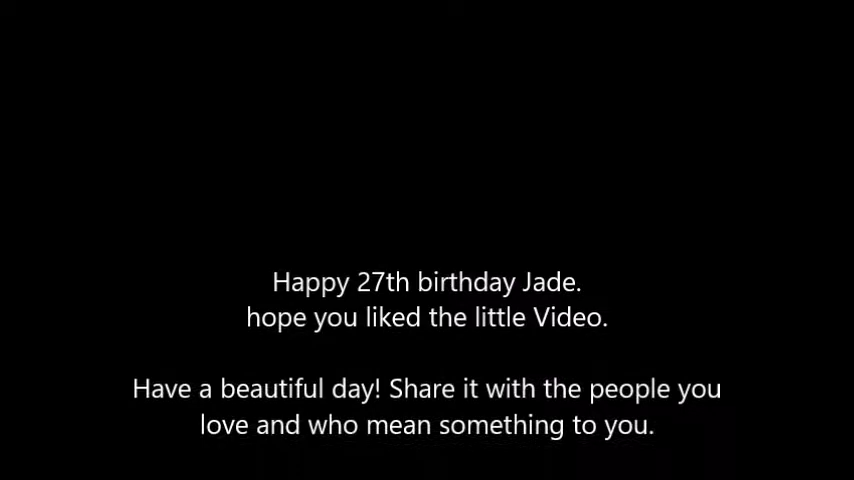 Happy 27th birthday Jade.
hope you liked the little Video.
Have a beautiful day! Share it with the people you
love and who mean something to you.